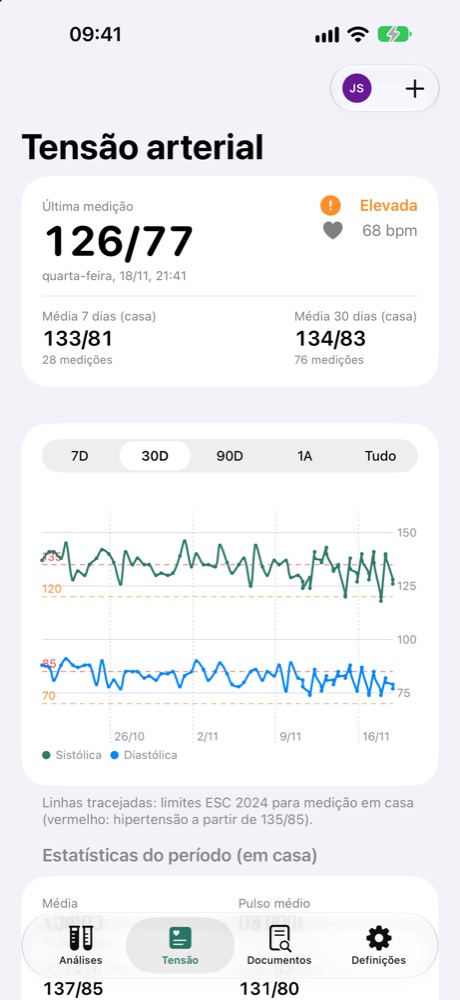 09:41
JS
Tensão arterial
Última medição
Elevada
126/77
68 bpm
quarta-feira, 18/11, 21:41
Média 7 dias (casa)
Média 30 dias (casa)
133/81
134/83
28 medições
76 medições
7D 30D 90D 1A Tudo
150
135
125
120
100
85
75
70
26/10 2/11 9/11 16/11
Sistólica Diastólica
Linhas tracejadas: limites ESC 2024 para medição em casa
(vermelho: hipertensão a partir de 135/85).
Estatísticas do período (em casa)
Média
Pulso médio
Análises Tensão Documentos Definições
137/85
131/80